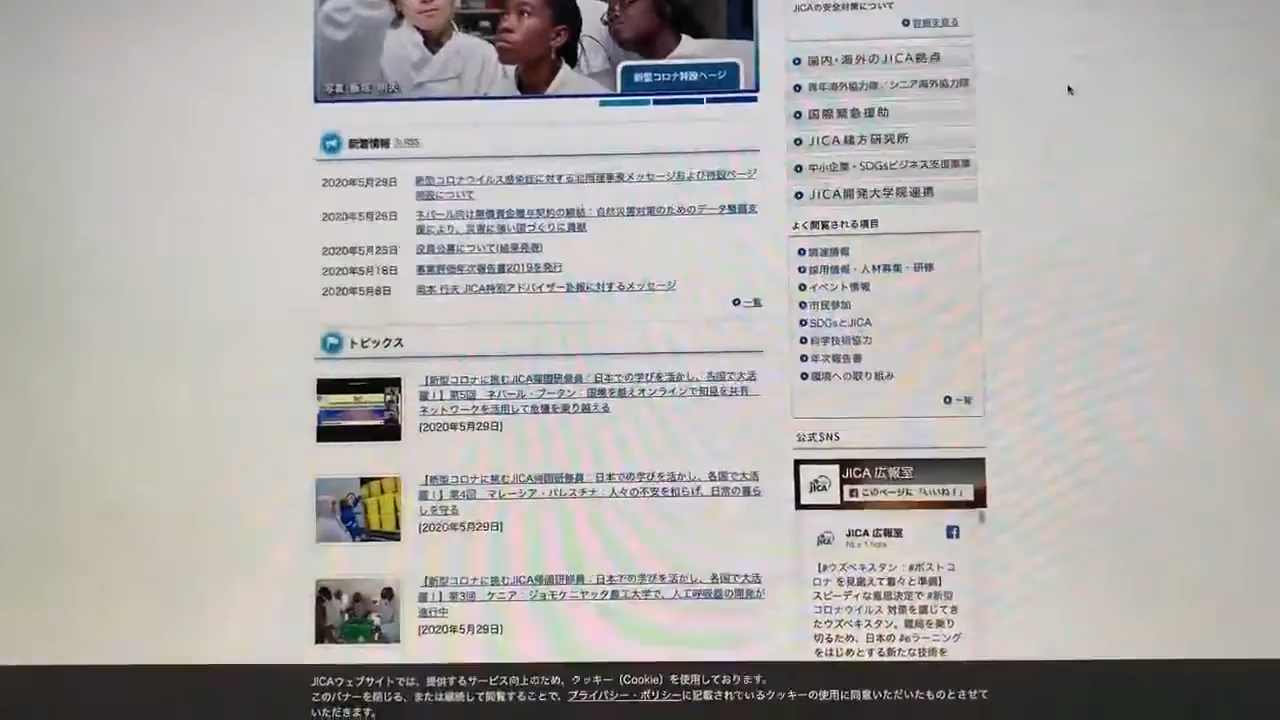 JICAの安全対策について
詳細を見る
新型コロナ特設ページ
国内・海外のJICA拠点
青年海外協力隊／シニア海外協力隊
国際緊急援助
JICA緒方研究所
中小企業・SDGsビジネス支援事業
JICA開発大学院連携
新着情報 RSS
2020年5月29日 新型コロナウイルス感染症に対する北岡理事長メッセージおよび特設ページ
開設について
2020年5月26日 ネパール向け無償資金贈与契約の締結：自然災害対策のためのデータ整備支
援により、災害に強い国づくりに貢献
2020年5月25日 役員公募について(結果発表)
2020年5月18日 事業評価年次報告書2019を発行
2020年5月8日 岡本 行夫 JICA特別アドバイザー訃報に対するメッセージ
一覧
よく閲覧される項目
調達情報
採用情報・人材募集・研修
イベント情報
市民参加
SDGsとJICA
科学技術協力
年次報告書
環境への取り組み
一覧
トピックス
【新型コロナに挑むJICA帰国研修員：日本での学びを活かし、各国で大活
躍！】第5回　ネパール・ブータン：国境を越えオンラインで知見を共有
ネットワークを活用して危機を乗り越える
[2020年5月29日]
【新型コロナに挑むJICA帰国研修員：日本での学びを活かし、各国で大活
躍！】第4回　マレーシア・パレスチナ：人々の不安を和らげ、日常の暮ら
しを守る
[2020年5月29日]
【新型コロナに挑むJICA帰国研修員：日本での学びを活かし、各国で大活
躍！】第3回　ケニア：ジョモケニヤッタ農工大学で、人工呼吸器の開発が
進行中
[2020年5月29日]
公式SNS
JICA 広報室
このページに「いいね！」
JICA 広報室
【#ウズベキスタン：#ポストコ
ロナ を見据えて着々と準備】
スピーディな意思決定で #新型
コロナウイルス 対策を講じてき
たウズベキスタン。難局を乗り
切るため、日本の #eラーニング
をはじめとする新たな技術を
JICAウェブサイトでは、提供するサービス向上のため、クッキー（Cookie）を使用しております。
このバナーを閉じる、または継続して閲覧することで、プライバシー・ポリシーに記載されているクッキーの使用に同意いただいたものとさせて
いただきます。